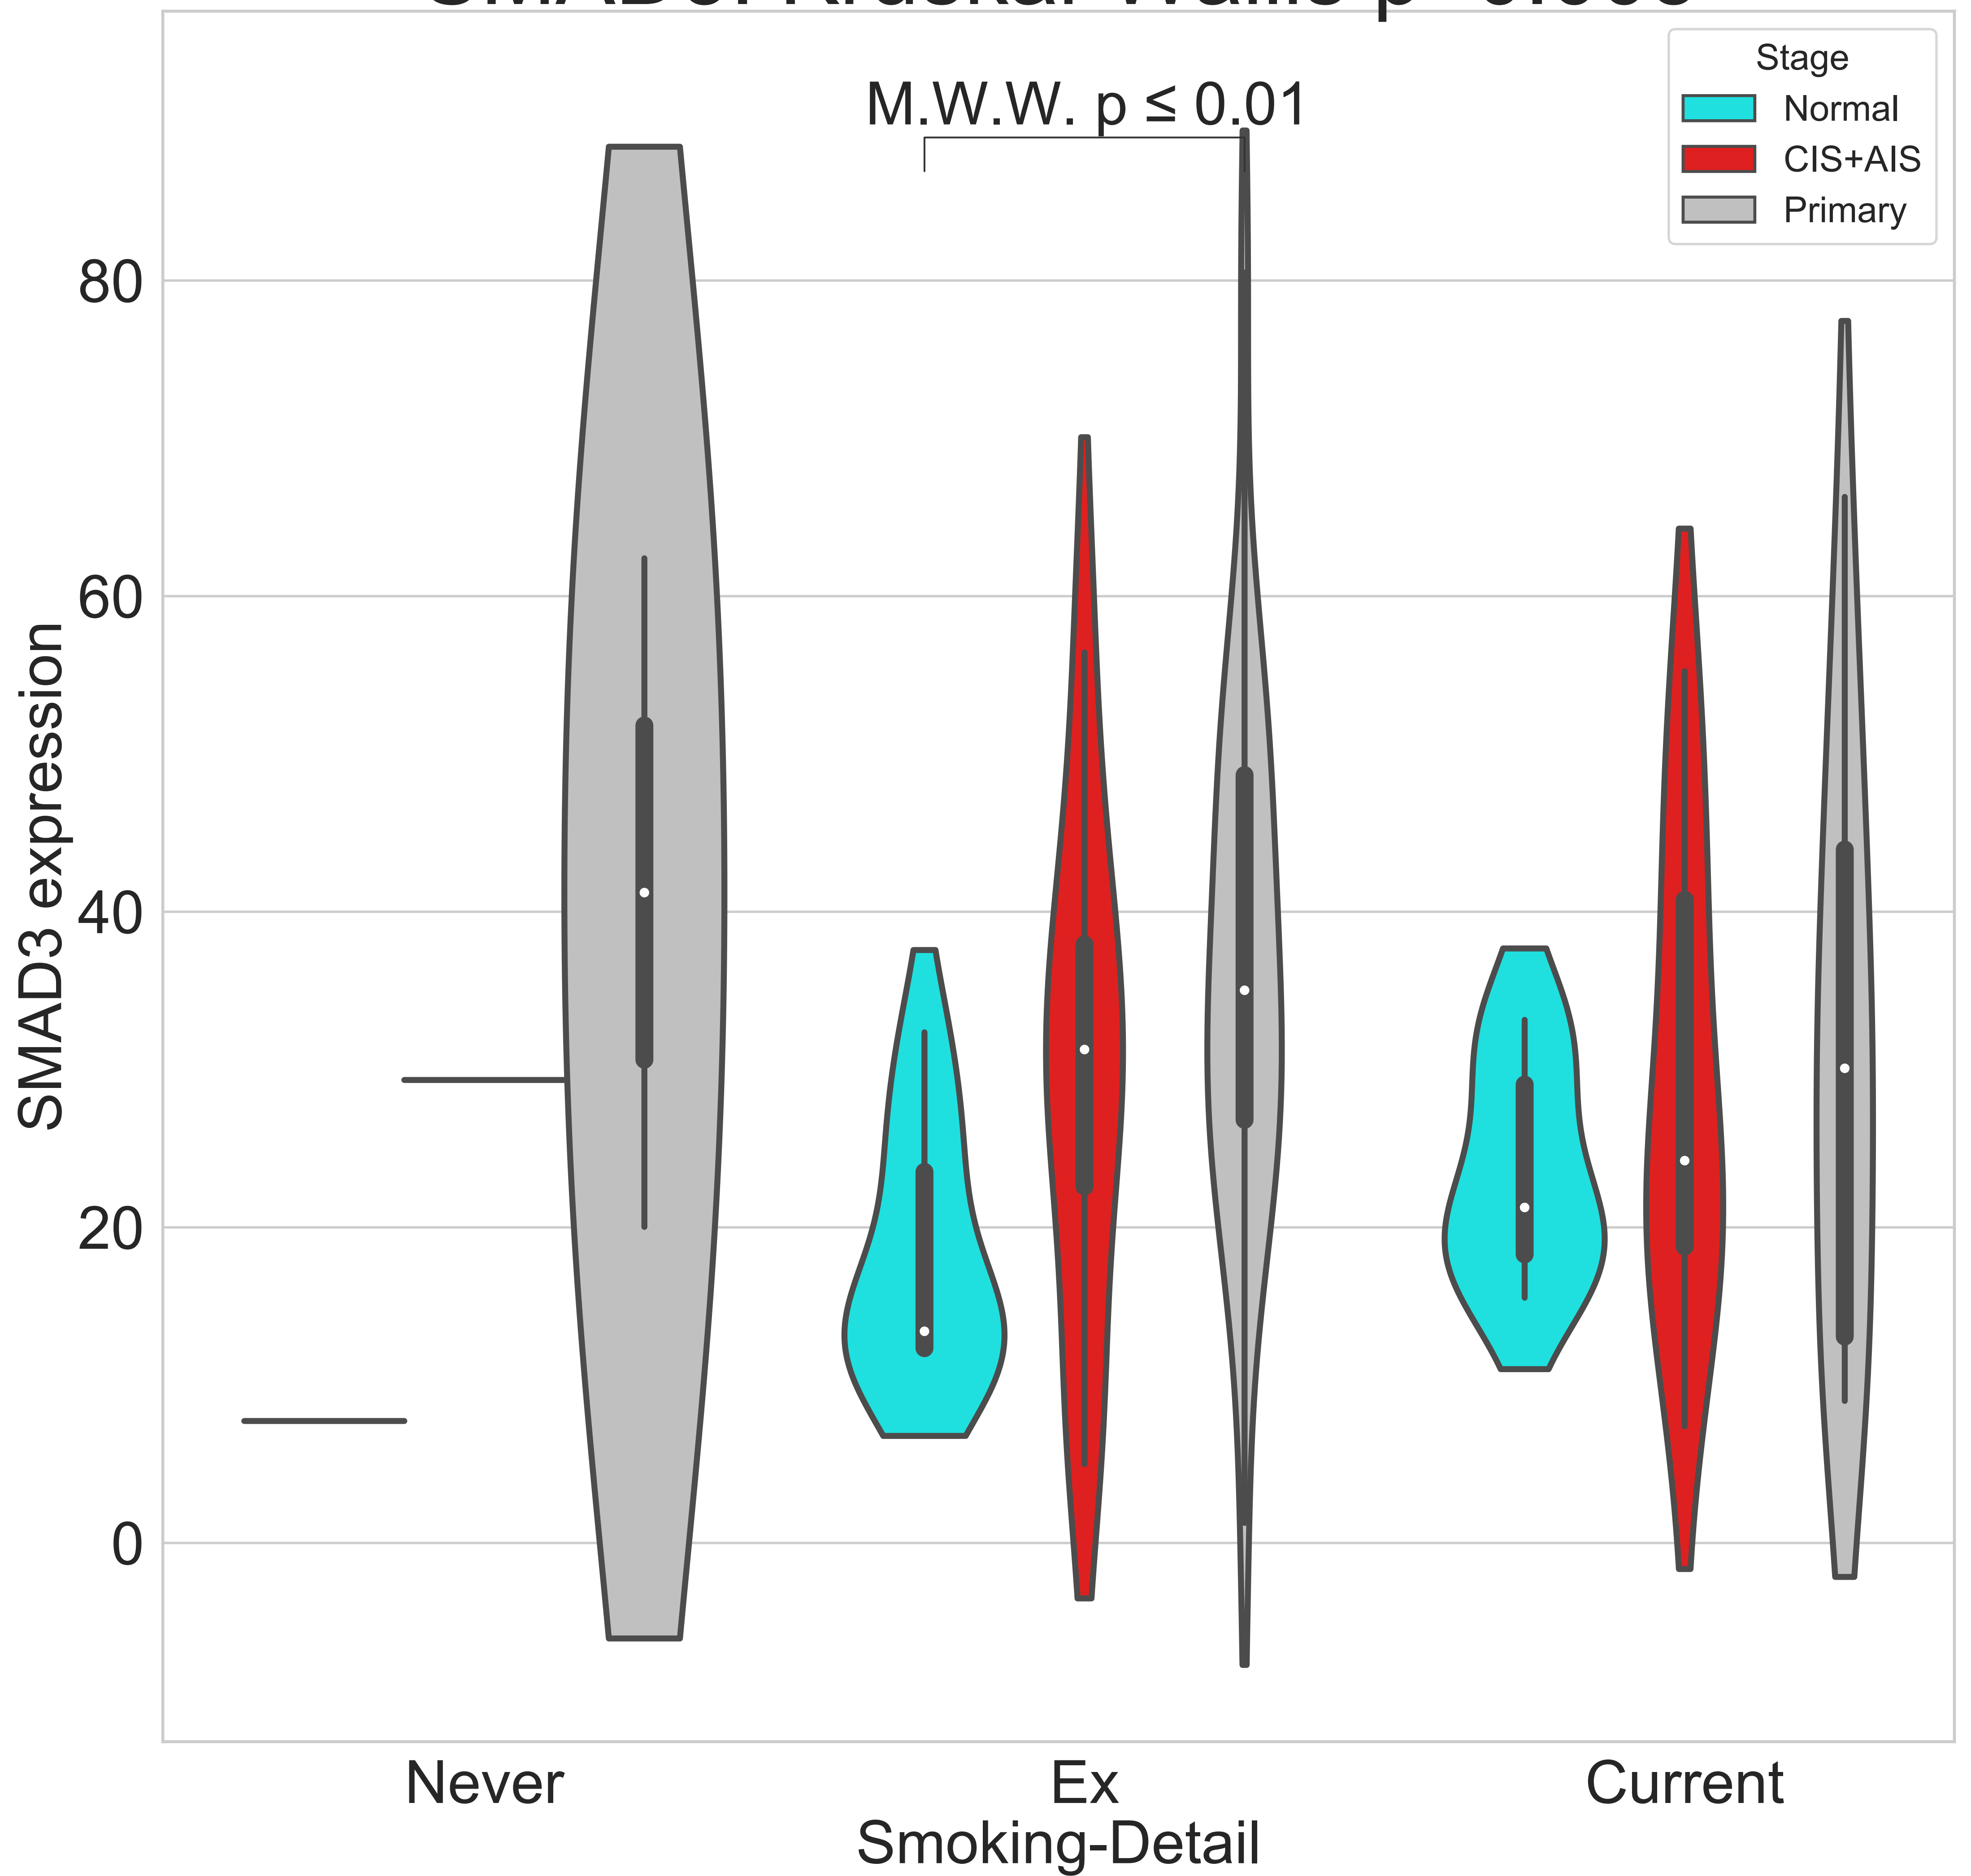 M.W.W. p ≤ 0.01
Stage
Normal
CIS+AIS
Primary
80
60
40
20
0
SMAD3 expression
Never
Ex
Current
Smoking-Detail